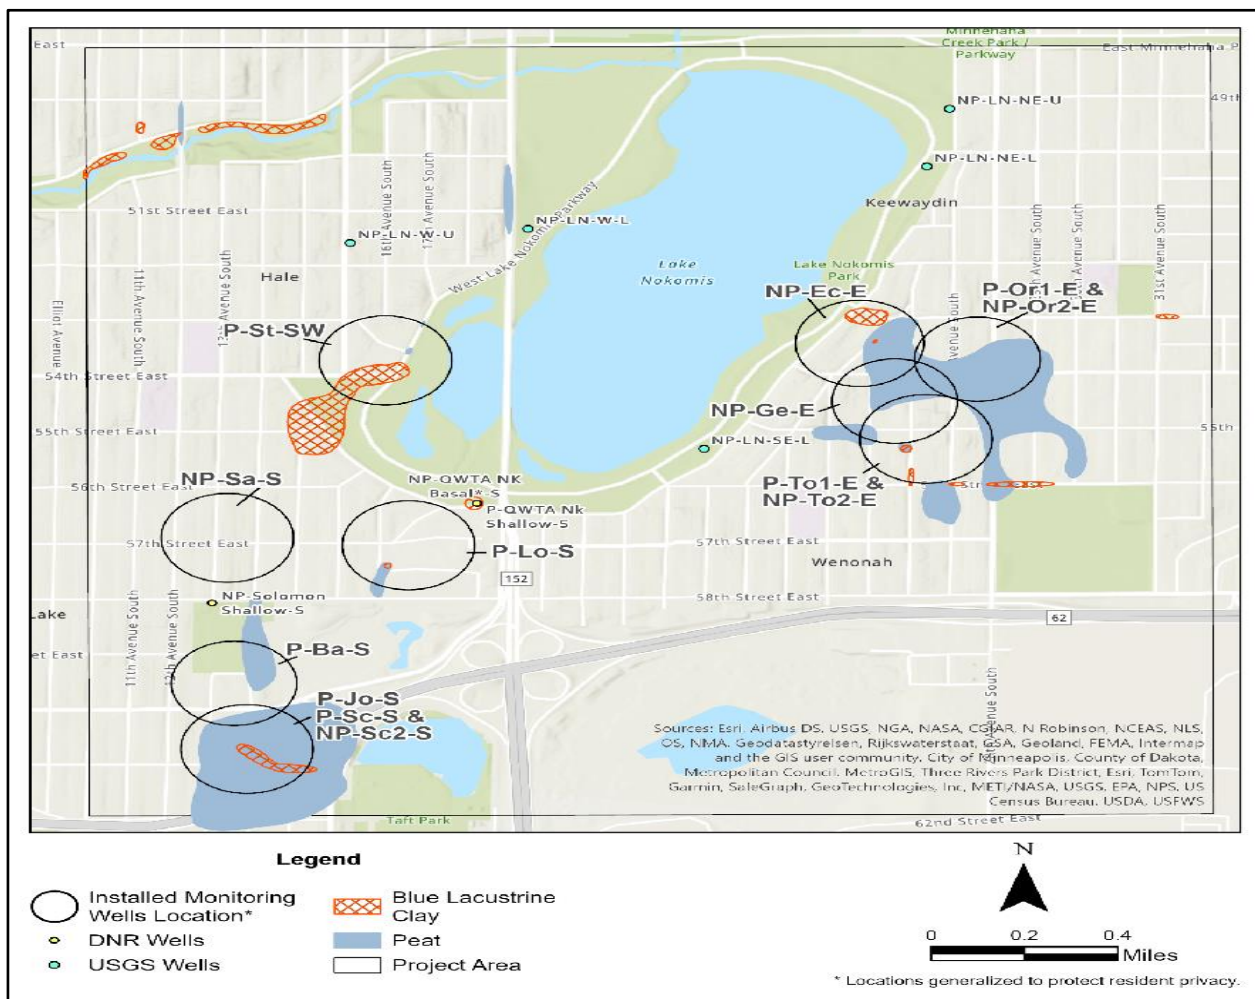 East
Minnehaha
Creek Park /
Parkway
East Minnehaha P
49th
NP-LN-NE-U
NP-LN-NE-L
51st Street East
16th Avenue South
17th Avenue South
NP-LN-W-U
NP-LN-W-L
West Lake Nokomis Parkway
Keewaydin
Hale
Lake
Nokomis
Lake Nokomis
Park
31st Avenue South
11th Avenue South
Elliot Avenue
NP-Ec-E
P-Or1-E &
NP-Or2-E
P-St-SW
54th Street East
NP-Ge-E
55th Street East
55th
NP-LN-SE-L
NP-Sa-S
56th Street East
NP-QWTA NK
Basal*-S
P-QWTA Nk
Shallow-S
P-To1-E &
NP-To2-E
57th Street East
P-Lo-S
57th Street East
Wenonah
152
58th Street East
NP-Solomon
Shallow-S
Lake
62
11th Avenue South
12th Avenue South
et East
P-Ba-S
P-Jo-S
P-Sc-S &
NP-Sc2-S
Avenue South
Sources: Esri, Airbus DS, USGS, NGA, NASA, CGIAR, N Robinson, NCEAS, NLS,
OS, NMA, Geodatastyrelsen, Rijkswaterstaat, GSA, Geoland, FEMA, Intermap
and the GIS user community, City of Minneapolis, County of Dakota,
Metropolitan Council, MetroGIS, Three Rivers Park District, Esri, TomTom,
Garmin, SafeGraph, GeoTechnologies, Inc, METI/NASA, USGS, EPA, NPS, US
Census Bureau, USDA, USFWS
Taft Park
62nd Street East
Legend
Installed Monitoring
Wells Location*
DNR Wells
USGS Wells
Blue Lacustrine
Clay
Peat
Project Area
N
0 0.2 0.4
Miles
* Locations generalized to protect resident privacy.